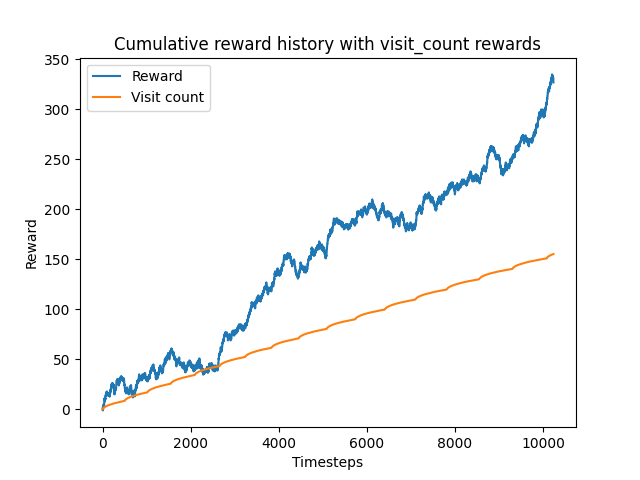 Cumulative reward history with visit_count rewards
Reward
Visit count
350
300
250
200
150
100
50
0
Reward
0 2000 4000 6000 8000 10000
Timesteps